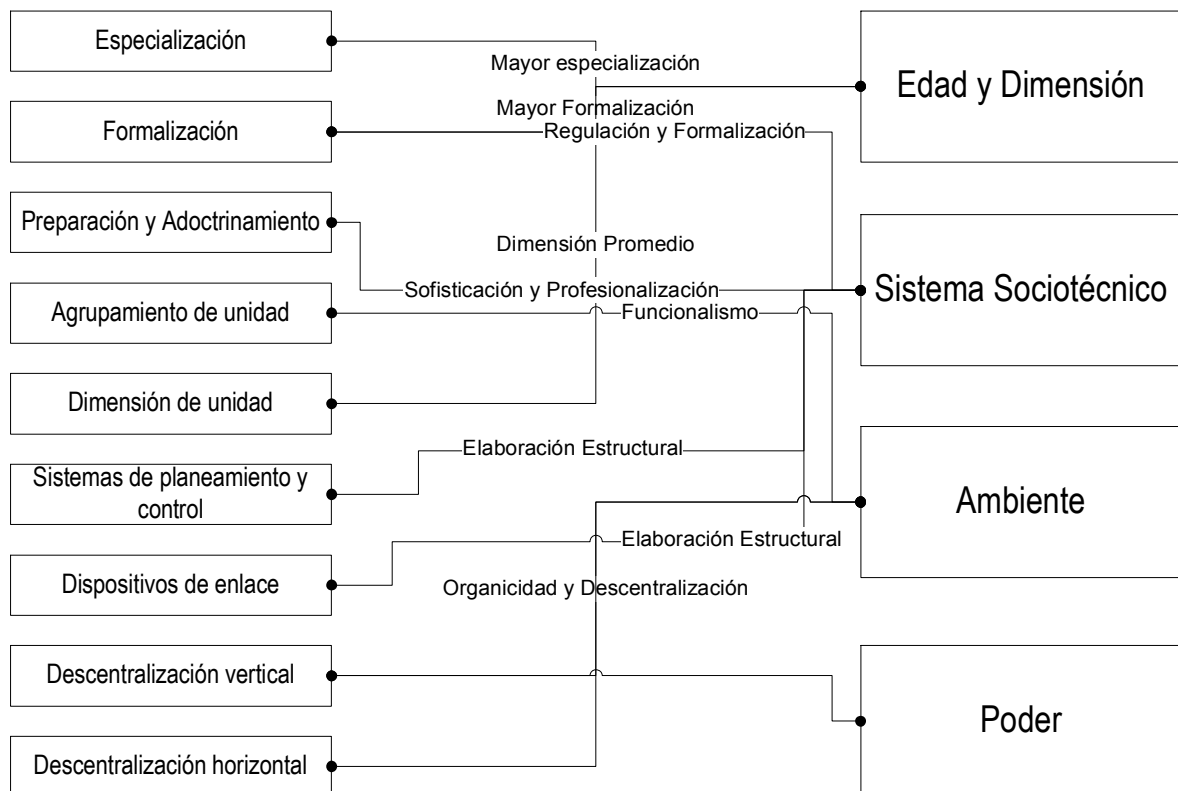 Especialización
Formalización
Preparación y Adoctrinamiento
Agrupamiento de unidad
Dimensión de unidad
Sistemas de planeamiento y
control
Dispositivos de enlace
Descentralización vertical
Descentralización horizontal
Mayor especialización
Mayor Formalización
Regulación y Formalización
Dimensión Promedio
Sofisticación y Profesionalización
Funcionalismo
Elaboración Estructural
Elaboración Estructural
Organicidad y Descentralización
Edad y Dimensión
Sistema Sociotécnico
Ambiente
Poder